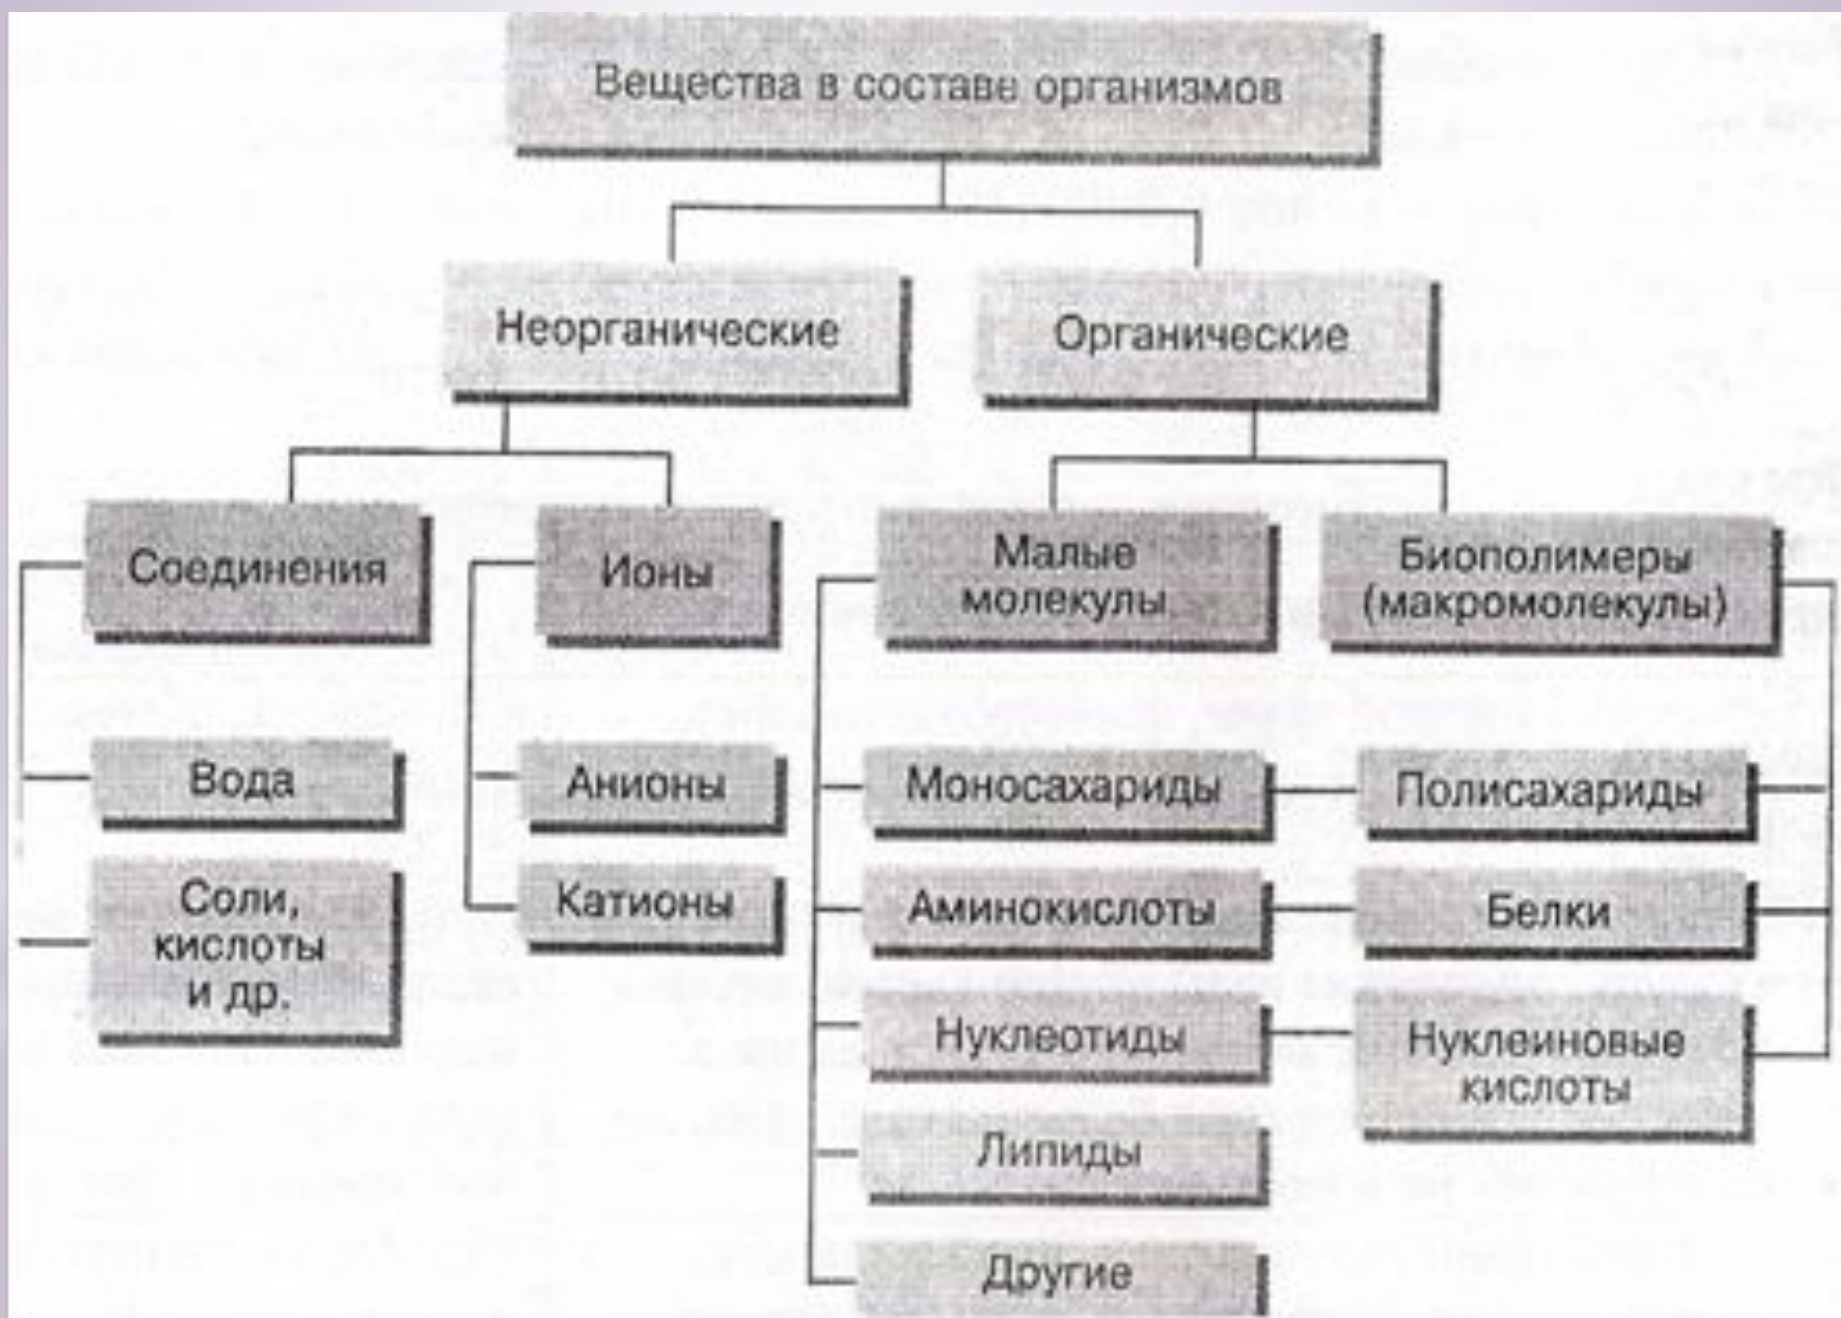 Вещества в составе организмов
Неорганические
Органические
Соединения
Ионы
Малые
молекулы
Биополимеры
(макромолекулы)
Вода
Анионы
Моносахариды
Полисахариды
Соли,
кислоты
и др.
Катионы
Аминокислоты
Белки
Нуклеотиды
Нуклеиновые
кислоты
Липиды
Другие